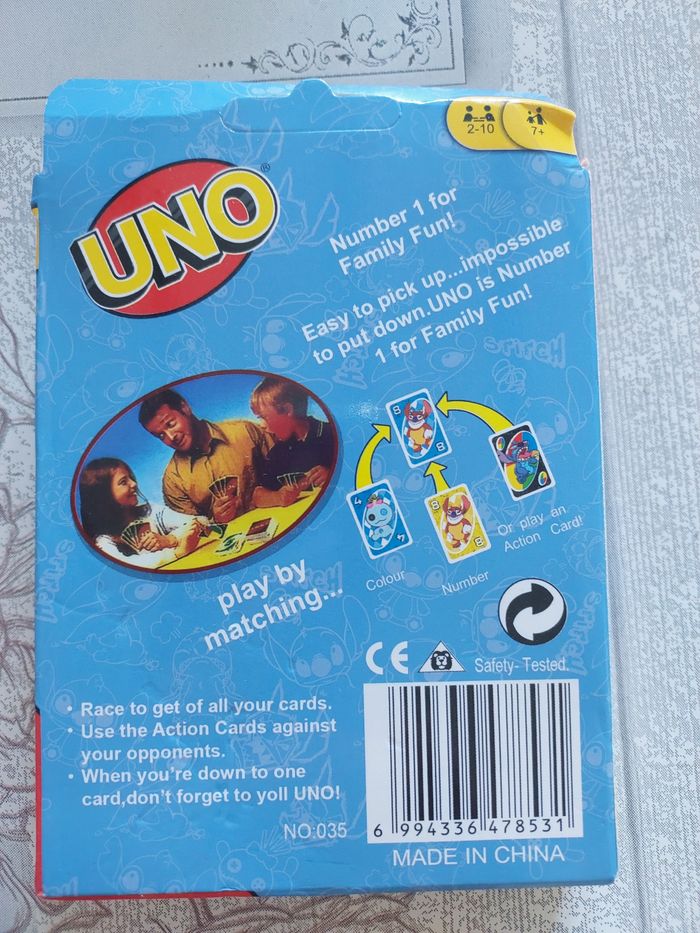 2-10
7+
UNO®
Number 1 for
Family Fun!
Easy to pick up...impossible
to put down.UNO is Number
1 for Family Fun!
play by
matching...
Colour
Number
Or play an
Action Card!
CE
Safety- Tested.
• Race to get of all your cards.
• Use the Action Cards against
your opponents.
• When you're down to one
card,don't forget to yoll UNO!
NO:035
6 994336 478531
MADE IN CHINA